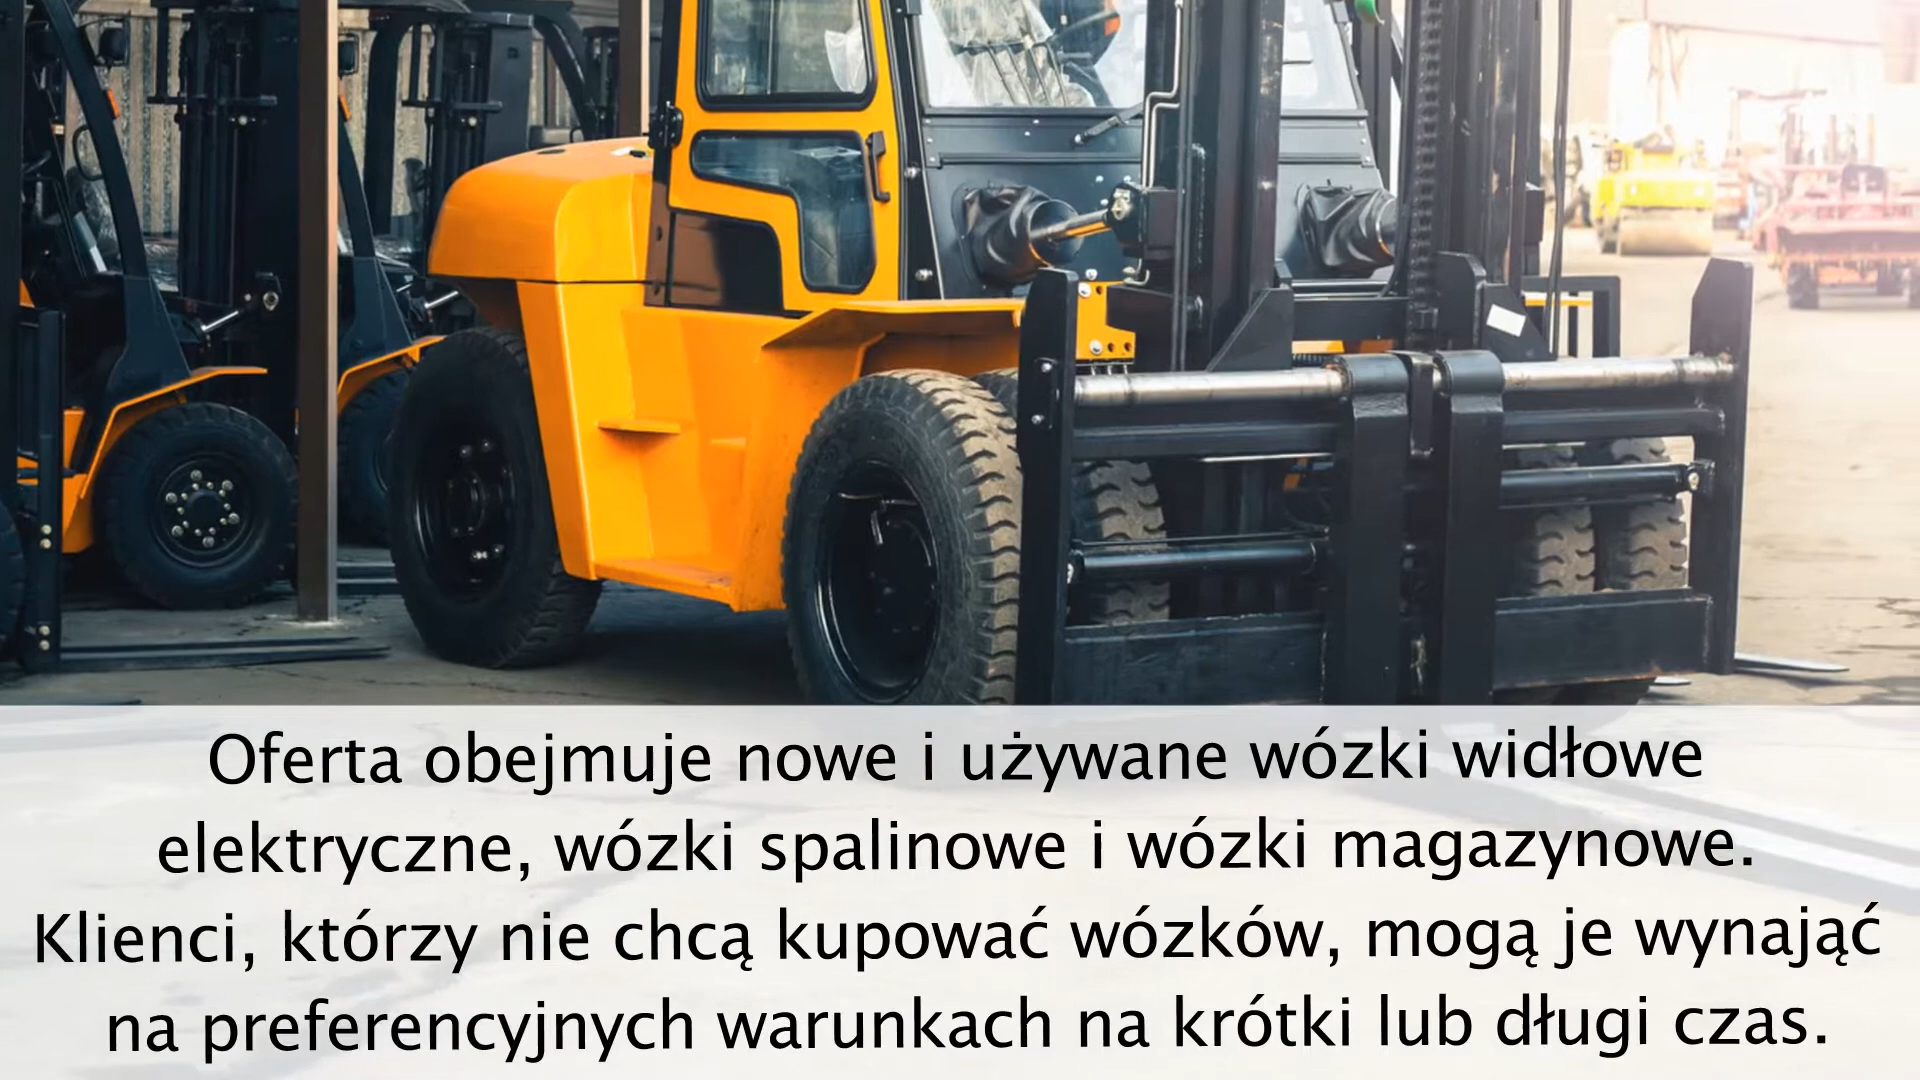 Oferta obejmuje nowe i używane wózki widłowe
elektryczne, wózki spalinowe i wózki magazynowe.
Klienci, którzy nie chcą kupować wózków, mogą je wynająć
na preferencyjnych warunkach na krótki lub długi czas.